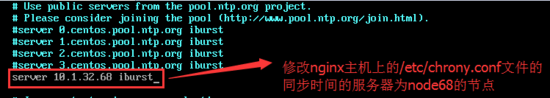 # Use public servers from the pool.ntp.org project.
# Please consider joining the pool (http://www.pool.ntp.org/join.html).
#server 0.centos.pool.ntp.org iburst
#server 1.centos.pool.ntp.org iburst
#server 2.centos.pool.ntp.org iburst
#server 3.centos.pool.ntp.org iburst
server 10.1.32.68 iburst_
修改nginx主机上的/etc/chrony.conf文件的
同步时间的服务器为node68的节点